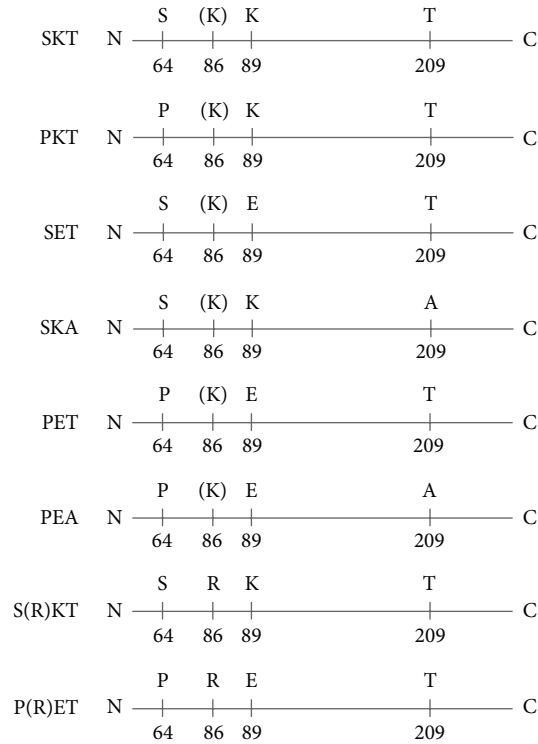 S (K) K T
SKT N C
64 86 89 209
P (K) K T
PKT N C
64 86 89 209
S (K) E T
SET N C
64 86 89 209
S (K) K A
SKA N C
64 86 89 209
P (K) E T
PET N C
64 86 89 209
P (K) E A
PEA N C
64 86 89 209
S R K T
S(R)KT N C
64 86 89 209
P R E T
P(R)ET N C
64 86 89 209